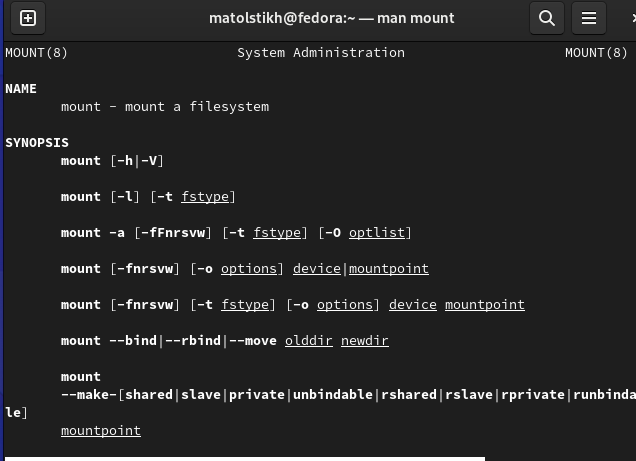 matolstikh@fedora:~ — man mount
MOUNT(8) System Administration MOUNT(8)
NAME
mount - mount a filesystem
SYNOPSIS
mount [-h|-V]
mount [-l] [-t fstype]
mount -a [-fFnrsvw] [-t fstype] [-O optlist]
mount [-fnrsvw] [-o options] device|mountpoint
mount [-fnrsvw] [-t fstype] [-o options] device mountpoint
mount --bind|--rbind|--move olddir newdir
mount
--make-[shared|slave|private|unbindable|rshared|rslave|rprivate|runbinda
le]
mountpoint